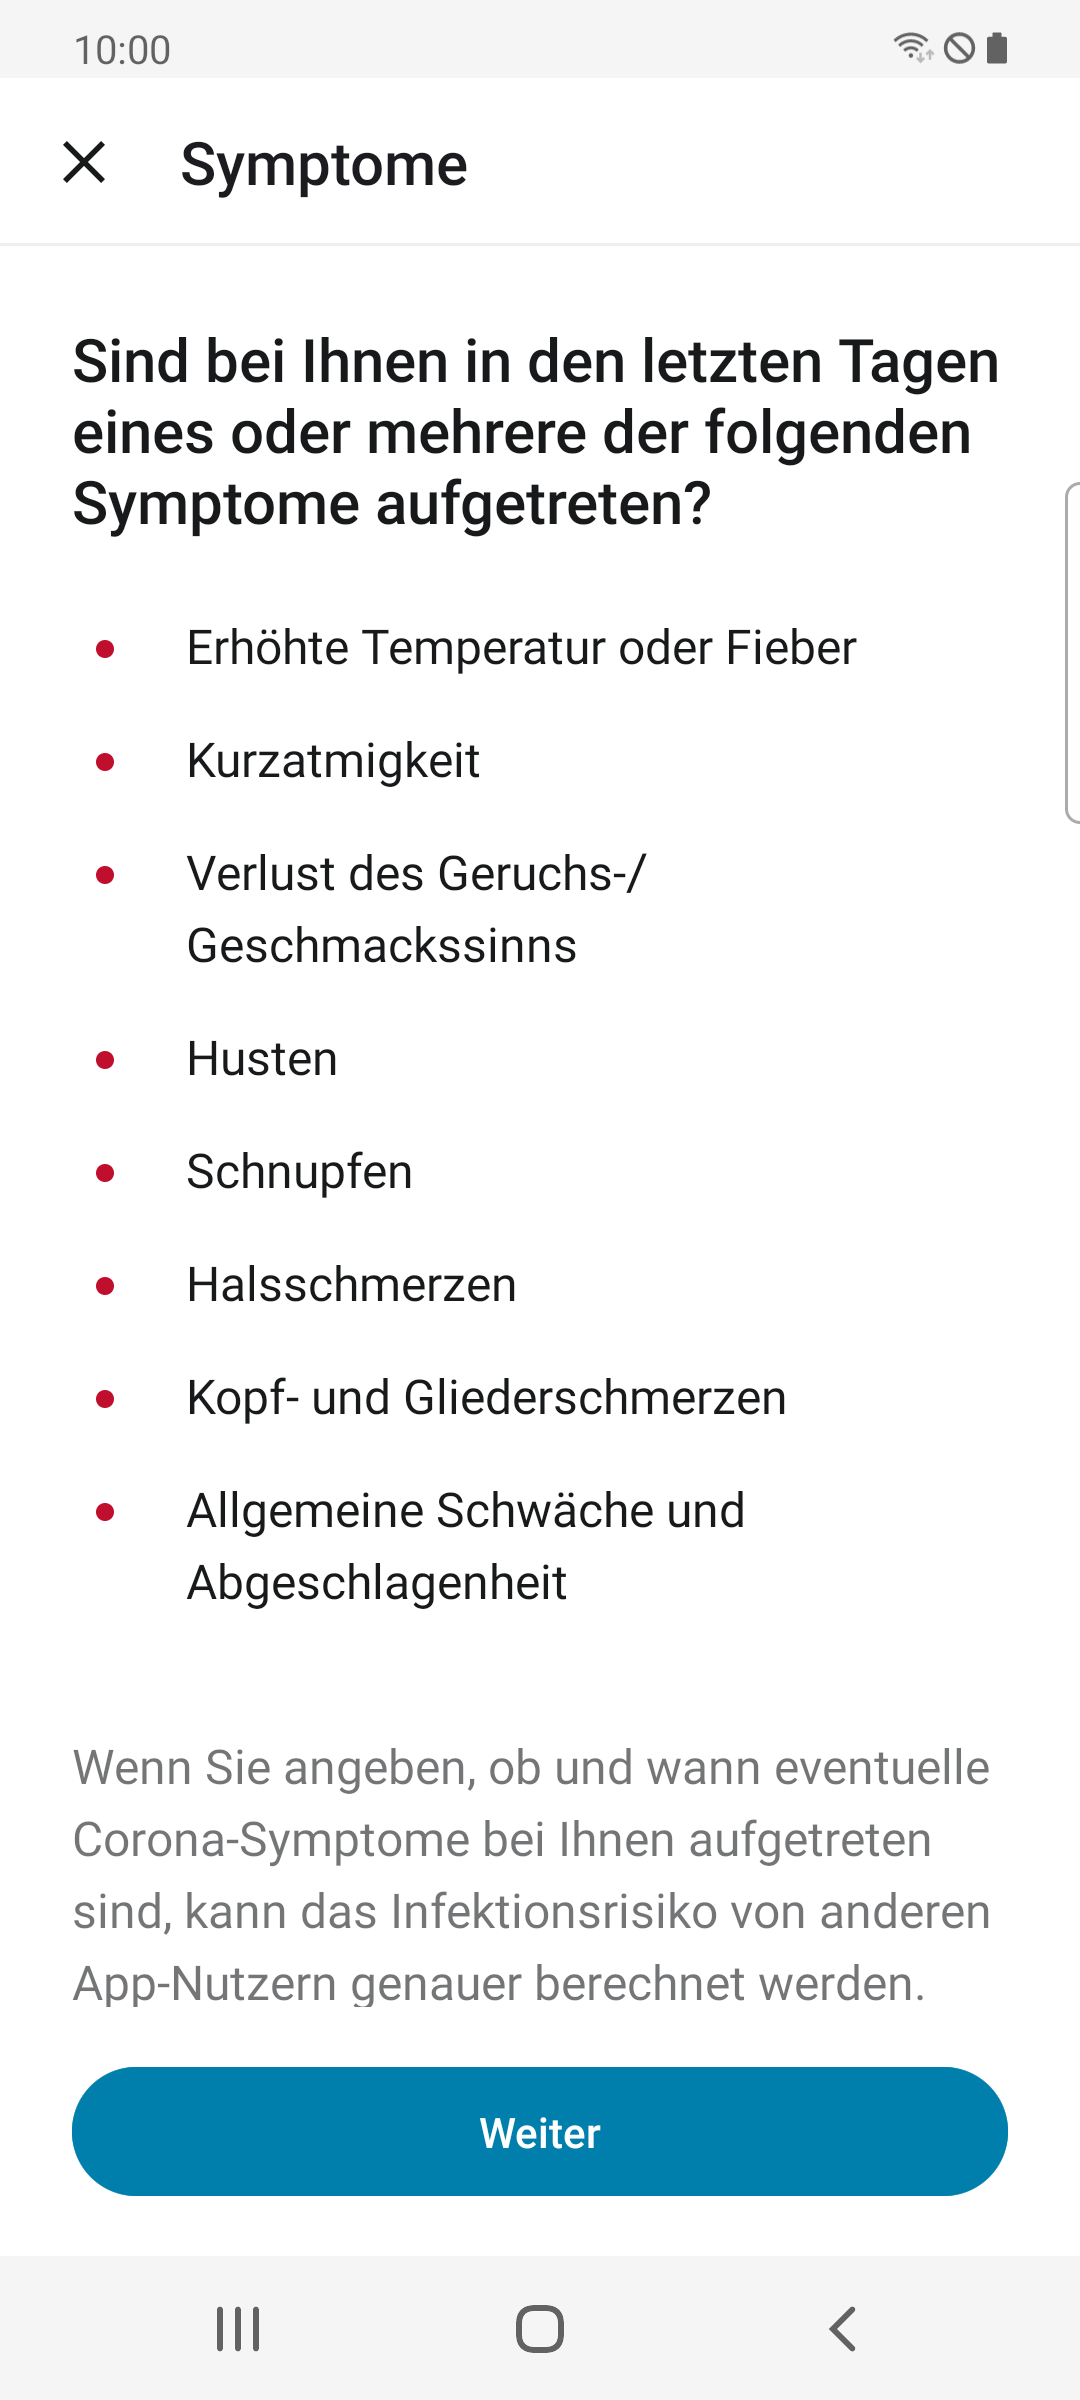 10:00
Symptome
Sind bei Ihnen in den letzten Tagen
eines oder mehrere der folgenden
Symptome aufgetreten?
Erhöhte Temperatur oder Fieber
Kurzatmigkeit
Verlust des Geruchs-/
Geschmackssinns
Husten
Schnupfen
Halsschmerzen
Kopf- und Gliederschmerzen
Allgemeine Schwäche und
Abgeschlagenheit
Wenn Sie angeben, ob und wann eventuelle
Corona-Symptome bei Ihnen aufgetreten
sind, kann das Infektionsrisiko von anderen
App-Nutzern genauer berechnet werden.
Weiter